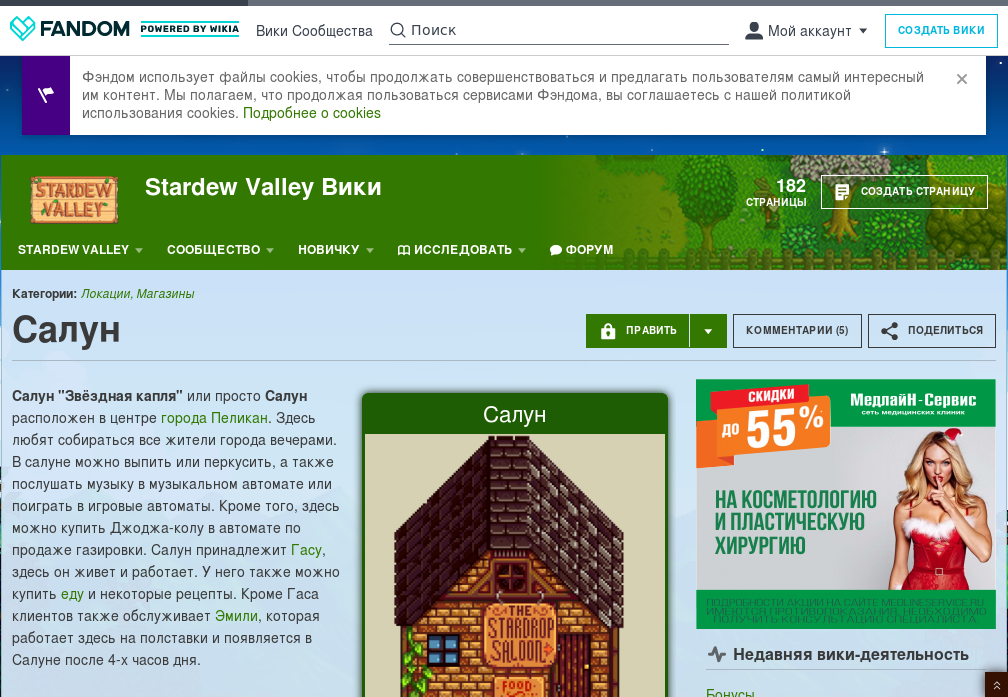 FANDOM
POWERED BY WIKIA
Вики Сообщества
Поиск
Мой аккаунт
СОЗДАТЬ ВИКИ
Фэндом использует файлы cookies, чтобы продолжать совершенствоваться и предлагать пользователям самый интересный
им контент. Мы полагаем, что продолжая пользоваться сервисами Фэндома, вы соглашаетесь с нашей политикой
использования cookies. Подробнее о cookies
STARDEW
VALLEY
Stardew Valley Вики
182
СТРАНИЦЫ
СОЗДАТЬ СТРАНИЦУ
STARDEW VALLEY
СООБЩЕСТВО
НОВИЧКУ
ИССЛЕДОВАТЬ
ФОРУМ
Категории: Локации, Магазины
Салун
ПРАВИТЬ
КОММЕНТАРИИ (5)
ПОДЕЛИТЬСЯ
Салун "Звёздная капля" или просто Салун
расположен в центре города Пеликан. Здесь
любят собираться все жители города вечерами.
В салуне можно выпить или перкусить, а также
послушать музыку в музыкальном автомате или
поиграть в игровые автоматы. Кроме того, здесь
можно купить Джоджа-колу в автомате по
продаже газировки. Салун принадлежит Гасу,
здесь он живет и работает. У него также можно
купить еду и некоторые рецепты. Кроме Гаса
клиентов также обслуживает Эмили, которая
работает здесь на полставки и появляется в
Салуне после 4-х часов дня.
Салун
THE
STARDROP
SALOON
FOOD
СКИДКИ
ДО 55%
МедлайН-Сервис
сеть медицинских клиник
НА КОСМЕТОЛОГИЮ
И ПЛАСТИЧЕСКУЮ
ХИРУРГИЮ
ПОДРОБНОСТИ АКЦИИ НА САЙТЕ MEDLINESERVICE.RU
ИМЕЮТСЯ ПРОТИВОПОКАЗАНИЯ. НЕОБХОДИМО
ПОЛУЧИТЬ КОНСУЛЬТАЦИЮ СПЕЦИАЛИСТА
Недавняя вики-деятельность
Бонусы